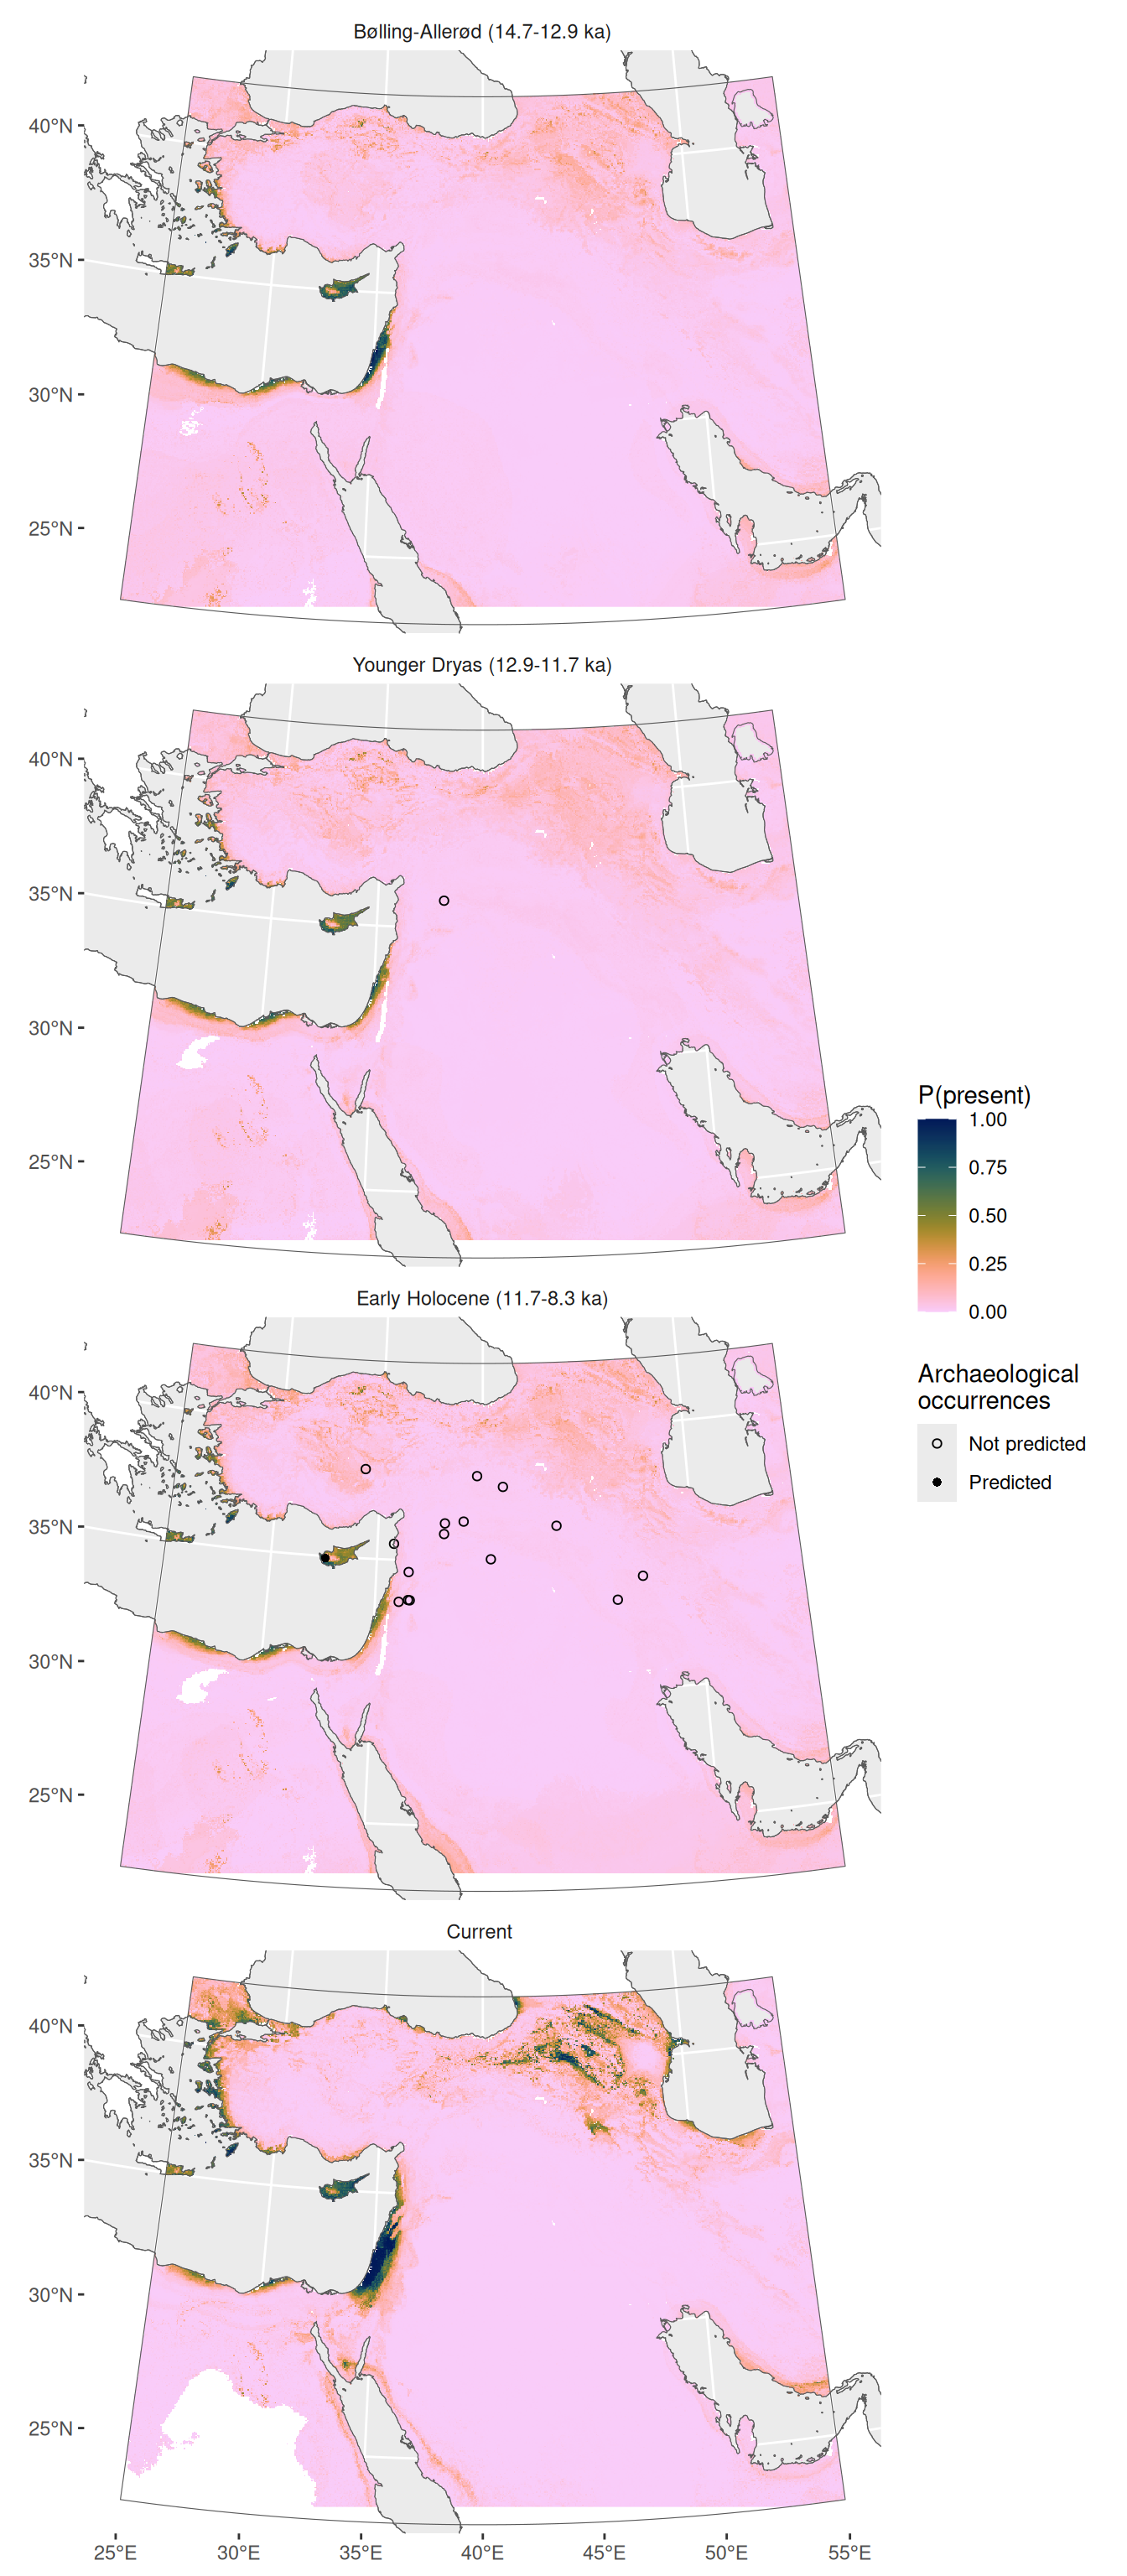 Bølling-Allerød (14.7-12.9 ka)
40°N
35°N
30°N
25°N
Younger Dryas (12.9-11.7 ka)
40°N
35°N
30°N
25°N
P(present)
1.00
0.75
0.50
0.25
0.00
Early Holocene (11.7-8.3 ka)
Archaeological
occurrences
Not predicted
Predicted
40°N
35°N
30°N
25°N
Current
40°N
35°N
30°N
25°N
25°E 30°E 35°E 40°E 45°E 50°E 55°E